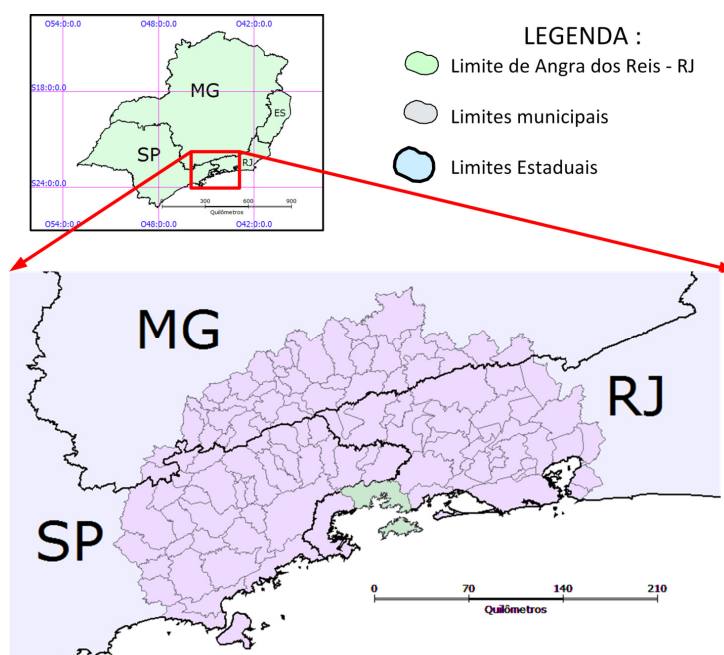 O54:0:0.0 O48:0:0.0 O42:0:0.0
S18:0:0.0
MG
ES
SP
RJ
S24:0:0.0
300 600 900
Quilômetros
O54:0:0.0 O48:0:0.0 O42:0:0.0
LEGENDA :
Limite de Angra dos Reis - RJ
Limites municipais
Limites Estaduais
MG
RJ
SP
0 70 140 210
Quilômetros